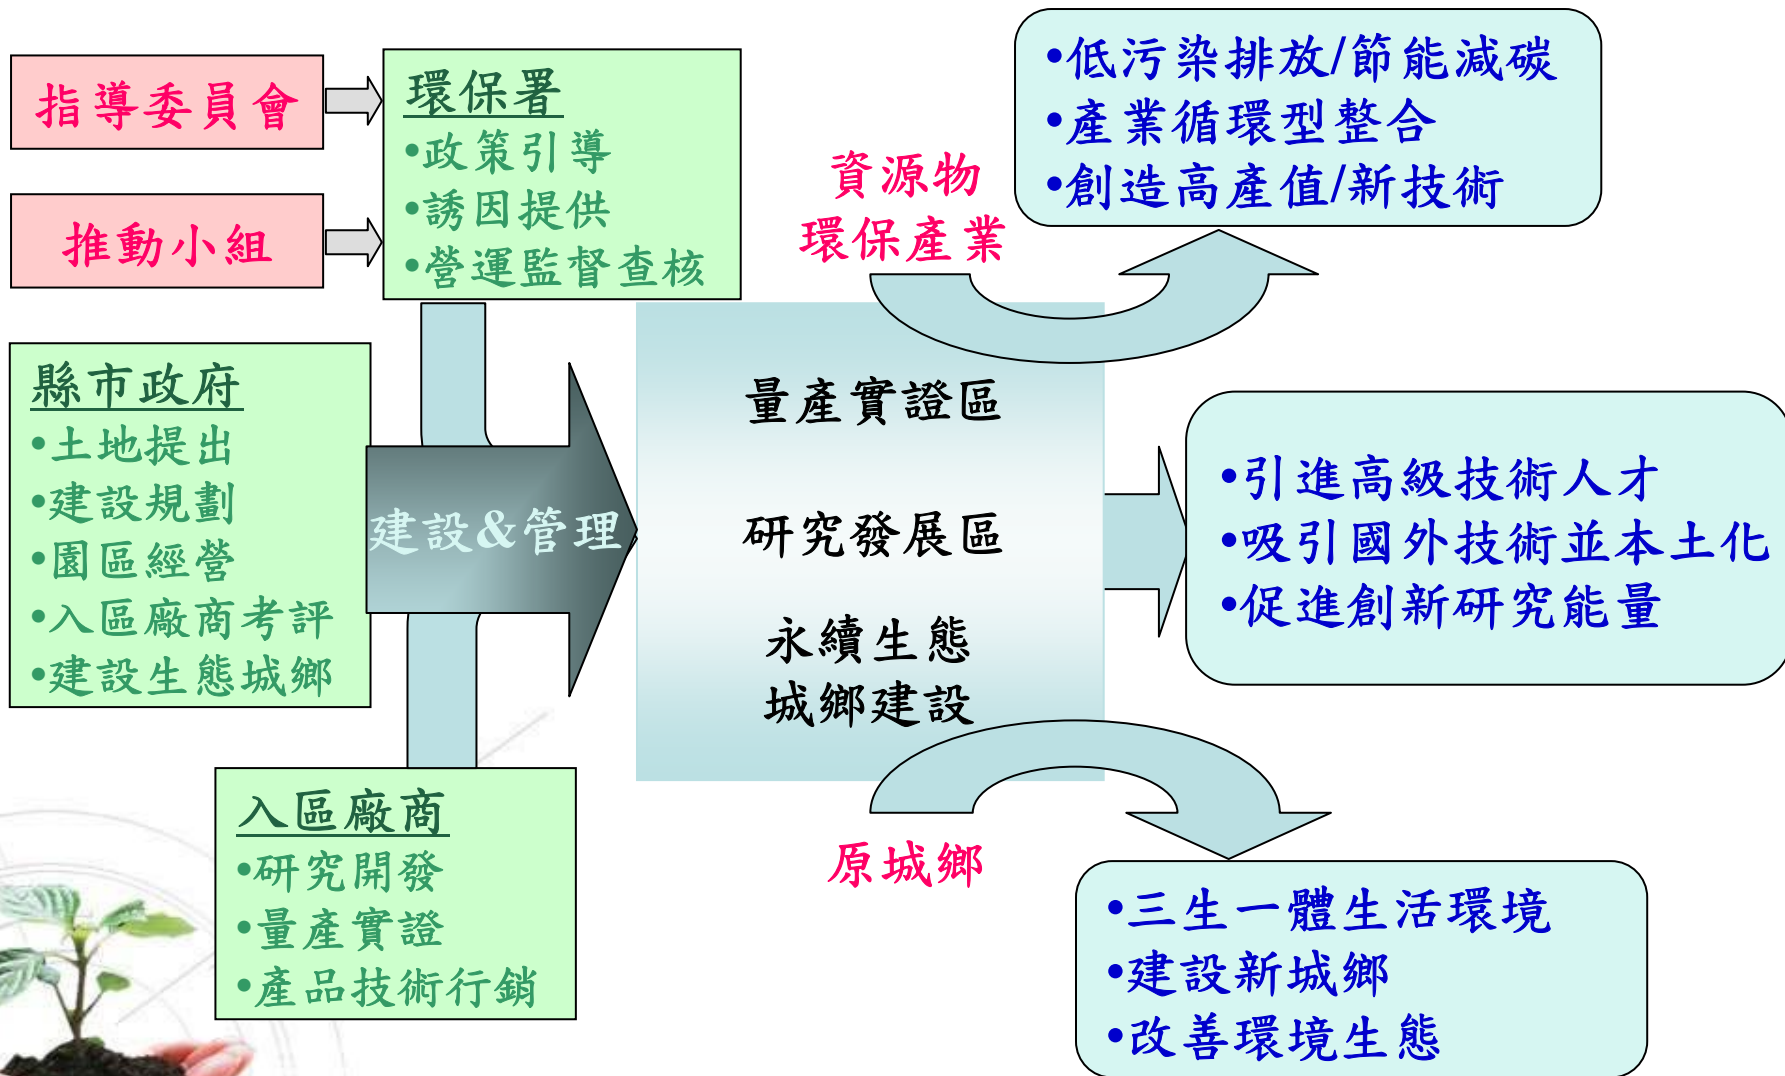 指導委員會
推動小組
環保署
•政策引導
•誘因提供
•營運監督查核
縣市政府
•土地提出
•建設規劃
•園區經營
•入區廠商考評
•建設生態城鄉
入區廠商
•研究開發
•量產實證
•產品技術行銷
建設&管理
資源物
環保產業
量產實證區
研究發展區
永續生態
城鄉建設
原城鄉
•低污染排放/節能減碳
•產業循環型整合
•創造高產值/新技術
•引進高級技術人才
•吸引國外技術並本土化
•促進創新研究能量
•三生一體生活環境
•建設新城鄉
•改善環境生態